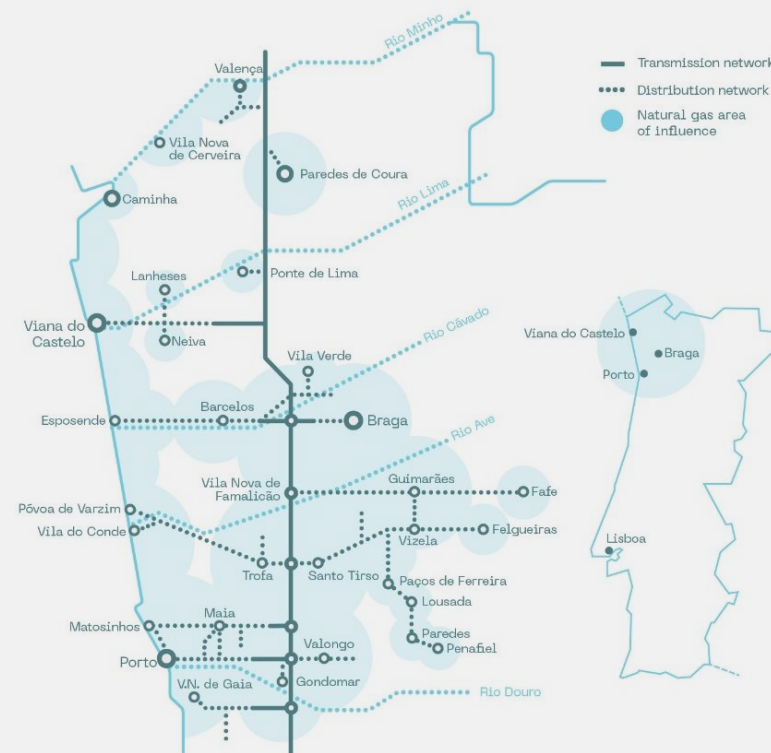 Rio Minho
Transmission network
Distribution network
Natural gas area
of influence
Valença
Vila Nova
de Cerveira
Paredes de Coura
Caminha
Rio Lima
Lanheses
Ponte de Lima
Viana do
Castelo
Neiva
Rio Cávado
Vila Verde
Viana do Castelo
Braga
Porto
Esposende
Barcelos
Braga
Rio Ave
Vila Nova de
Famalicão
Guimarães
Fafe
Póvoa de Varzim
Vila do Conde
Vizela
Felgueiras
Lisboa
Trofa
Santo Tirso
Paços de Ferreira
Lousada
Matosinhos
Maia
Paredes
Penafiel
Valongo
Porto
V.N. de Gaia
Gondomar
Rio Douro